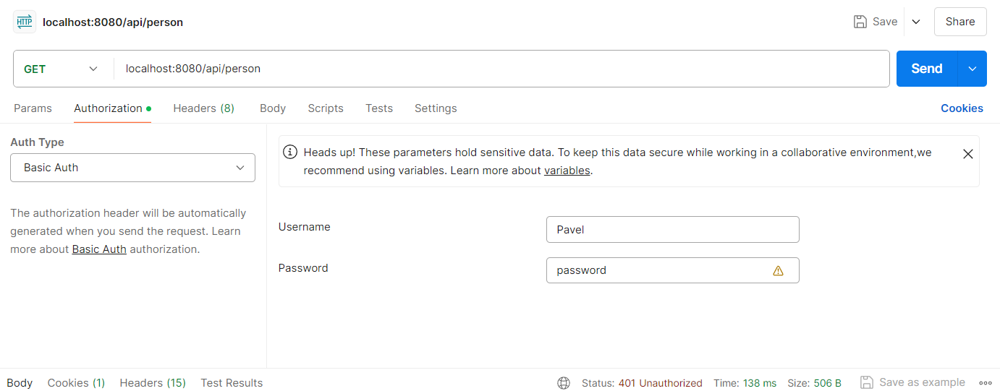 HTTP localhost:8080/api/person
Save
Share
GET
localhost:8080/api/person
Send
Params Authorization Headers (8) Body Scripts Tests Settings Cookies
Auth Type
Basic Auth
The authorization header will be automatically
generated when you send the request. Learn
more about Basic Auth authorization.
Heads up! These parameters hold sensitive data. To keep this data secure while working in a collaborative environment,we
recommend using variables. Learn more about variables.
Username Pavel
Password password
Body Cookies (1) Headers (15) Test Results Status: 401 Unauthorized Time: 138 ms Size: 506 B Save as example